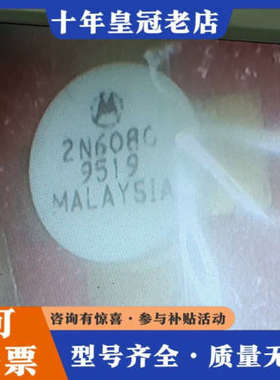 十年皇冠老店
2N6080
9519
MALAYSIA
咨询有惊喜·参与补贴活动
可
票
型号齐全·质量无